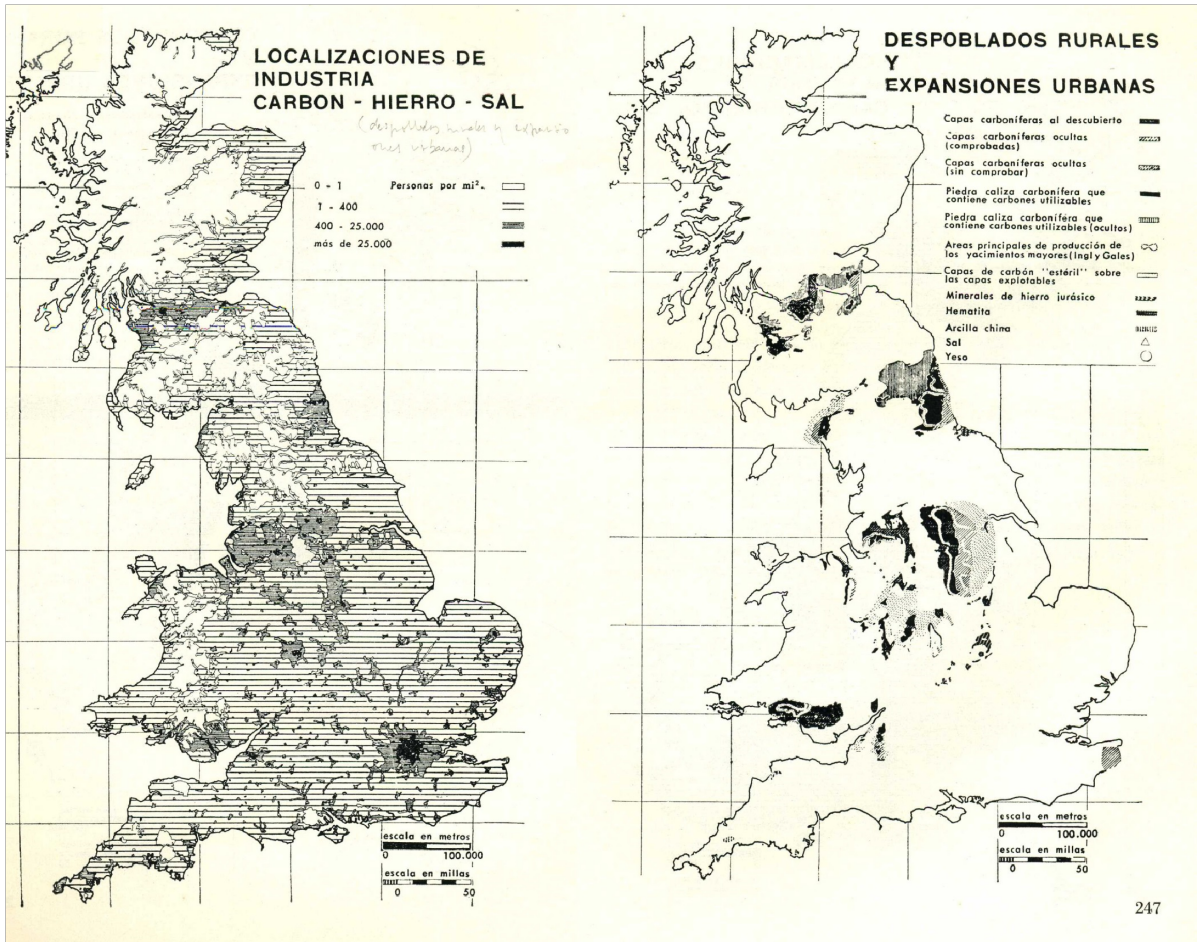 LOCALIZACIONES DE
INDUSTRIA
CARBON - HIERRO - SAL
(despoblados rurales y expansio
ones urbanas)
0 - 1 Personas por mi².
1 - 400
400 - 25.000
más de 25.000
escala en metros
0 100.000
escala en millas
0 50
DESPOBLADOS RURALES
Y
EXPANSIONES URBANAS
Capas carboníferas al descubierto
Capas carboníferas ocultas
(comprobadas)
Capas carboníferas ocultas
(sin comprobar)
Piedra caliza carbonífera que
contiene carbones utilizables
Piedra caliza carbonífera que
contiene carbones utilizables (ocultos)
Areas principales de producción de
los yacimientos mayores (Ingl y Gales)
Capas de carbón "estéril" sobre
las capas explotables
Minerales de hierro jurásico
Hematita
Arcilla china
Sal
Yeso
escala en metros
0 100.000
escala en millas
0 50
247